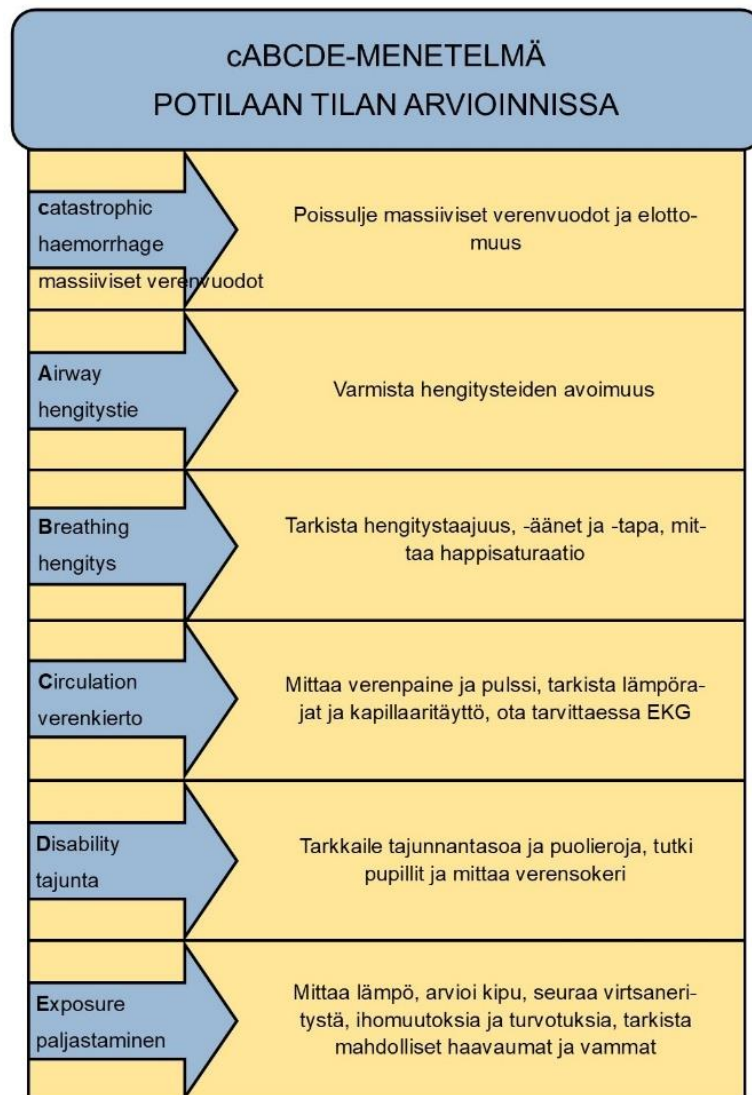 cABCDE-MENETELMÄ
POTILAAN TILAN ARVIOINNISSA
catastrophic
haemorrhage
massiiviset verenvuodot
Poissulje massiiviset verenvuodot ja elotto-
muus
Airway
hengitystie
Varmista hengitysteiden avoimuus
Breathing
hengitys
Tarkista hengitystaajuus, -äänet ja -tapa, mit-
taa happisaturaatio
Circulation
verenkierto
Mittaa verenpaine ja pulssi, tarkista lämpöra-
jat ja kapillaaritäyttö, ota tarvittaessa EKG
Disability
tajunta
Tarkkaile tajunnantasoa ja puolieroja, tutki
pupillit ja mittaa verensokeri
Exposure
paljastaminen
Mittaa lämpö, arvioi kipu, seuraa virtsaneri-
tystä, ihomuutoksia ja turvotuksia, tarkista
mahdolliset haavaumat ja vammat